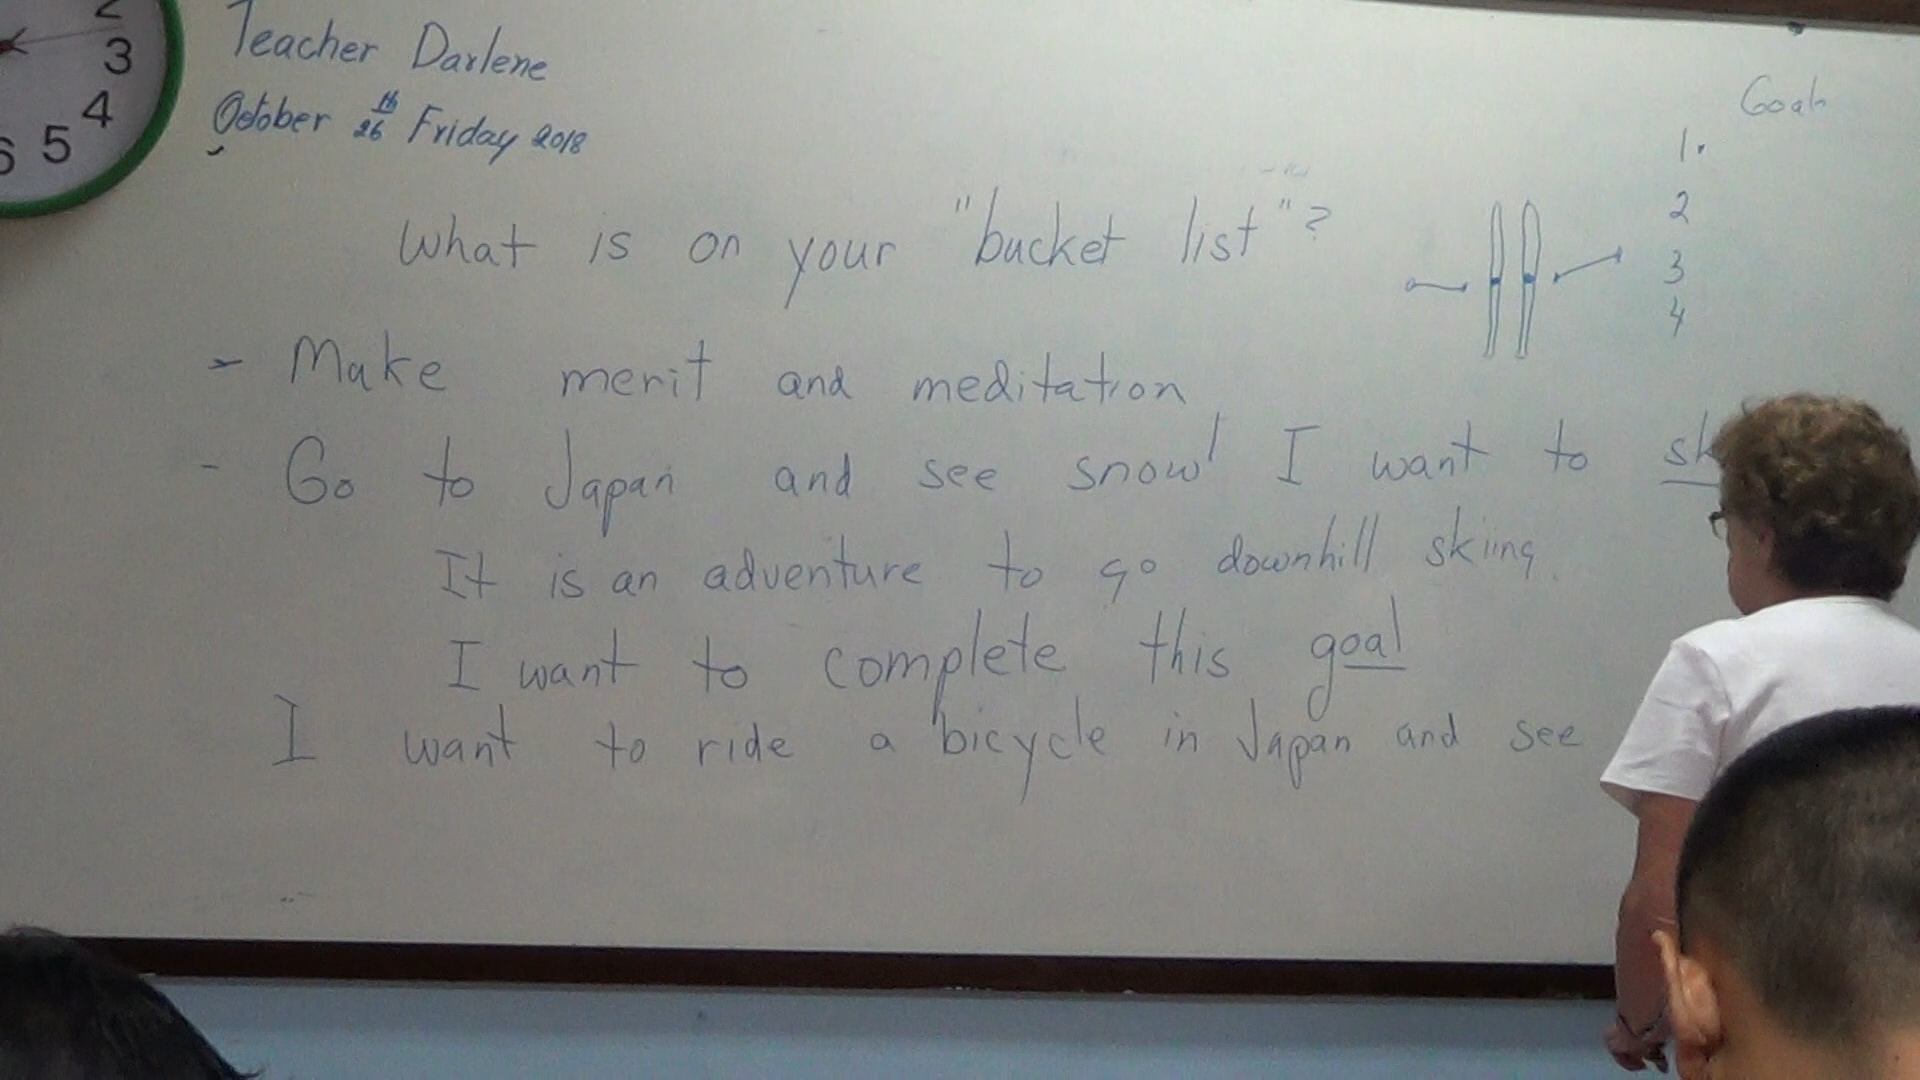 Teacher Darlene
October 26th Friday 2018
What is on your "bucket list"?
- Make merit and meditation
- Go to Japan and see snow! I want to
It is an adventure to go downhill skiing.
I want to complete this goal
I want to ride a bicycle in Japan and see
Goals
1.
2
3
4
3
4
5